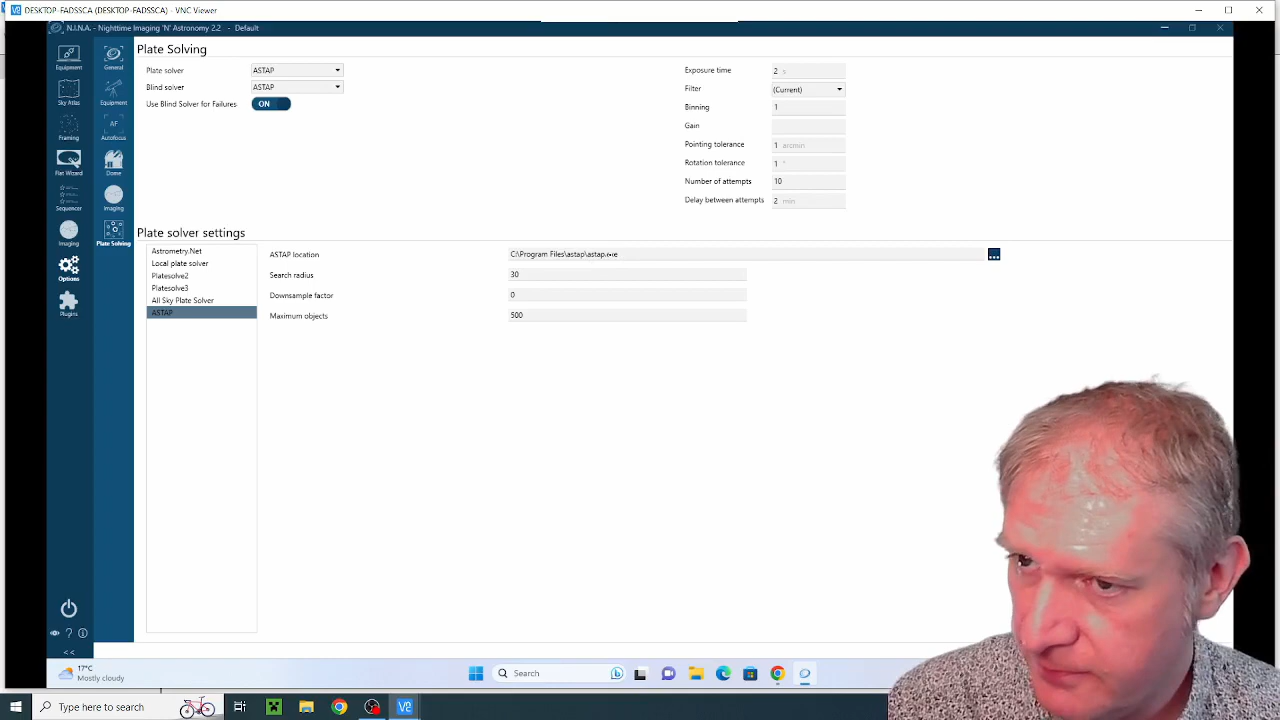 DESKTOP-FADSSCA (DESKTOP-FADSSCA) - VNC Viewer
N.I.N.A. - Nighttime Imaging 'N' Astronomy 2.2 - Default
Equipment
Sky Atlas
Framing
Flat Wizard
Sequencer
Imaging
Options
Plugins
General
Equipment
AF
Autofocus
Dome
Imaging
Plate Solving
Plate Solving
Plate solver ASTAP
Blind solver ASTAP
Use Blind Solver for Failures ON
Exposure time 2 s
Filter (Current)
Binning 1
Gain
Pointing tolerance 1 arcmin
Rotation tolerance 1 °
Number of attempts 10
Delay between attempts 2 min
Plate solver settings
Astrometry.Net
Local plate solver
Platesolve2
Platesolve3
All Sky Plate Solver
ASTAP
ASTAP location C:\Program Files\astap\astap.exe
Search radius 30
Downsample factor 0
Maximum objects 500
<<
17°C
Mostly cloudy
Search
Type here to search